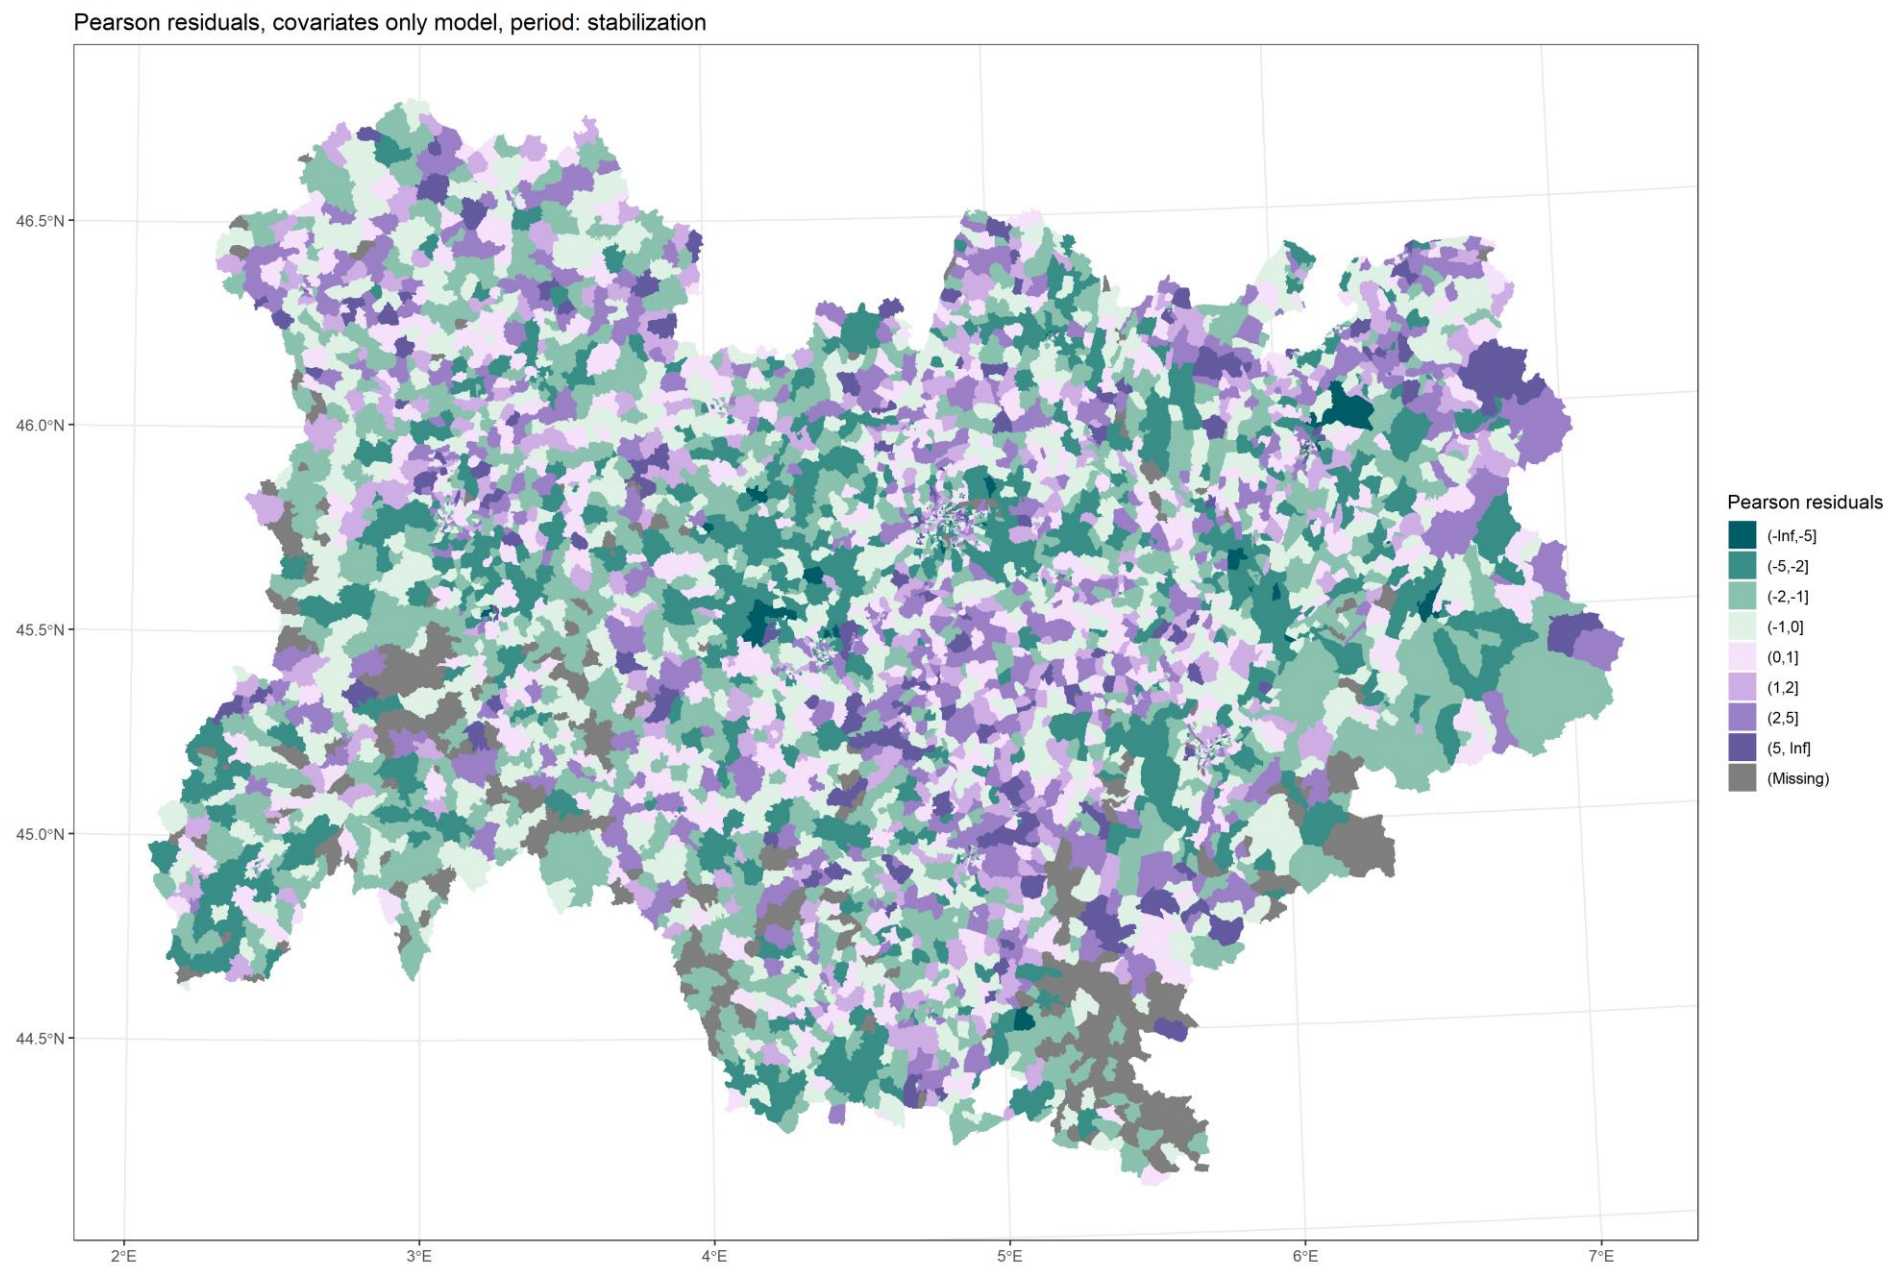 Pearson residuals, covariates only model, period: stabilization
46.5°N
46.0°N
45.5°N
45.0°N
44.5°N
2°E
3°E
4°E
5°E
6°E
7°E
Pearson residuals
(-Inf,-5]
(-5,-2]
(-2,-1]
(-1,0]
(0,1]
(1,2]
(2,5]
(5, Inf]
(Missing)